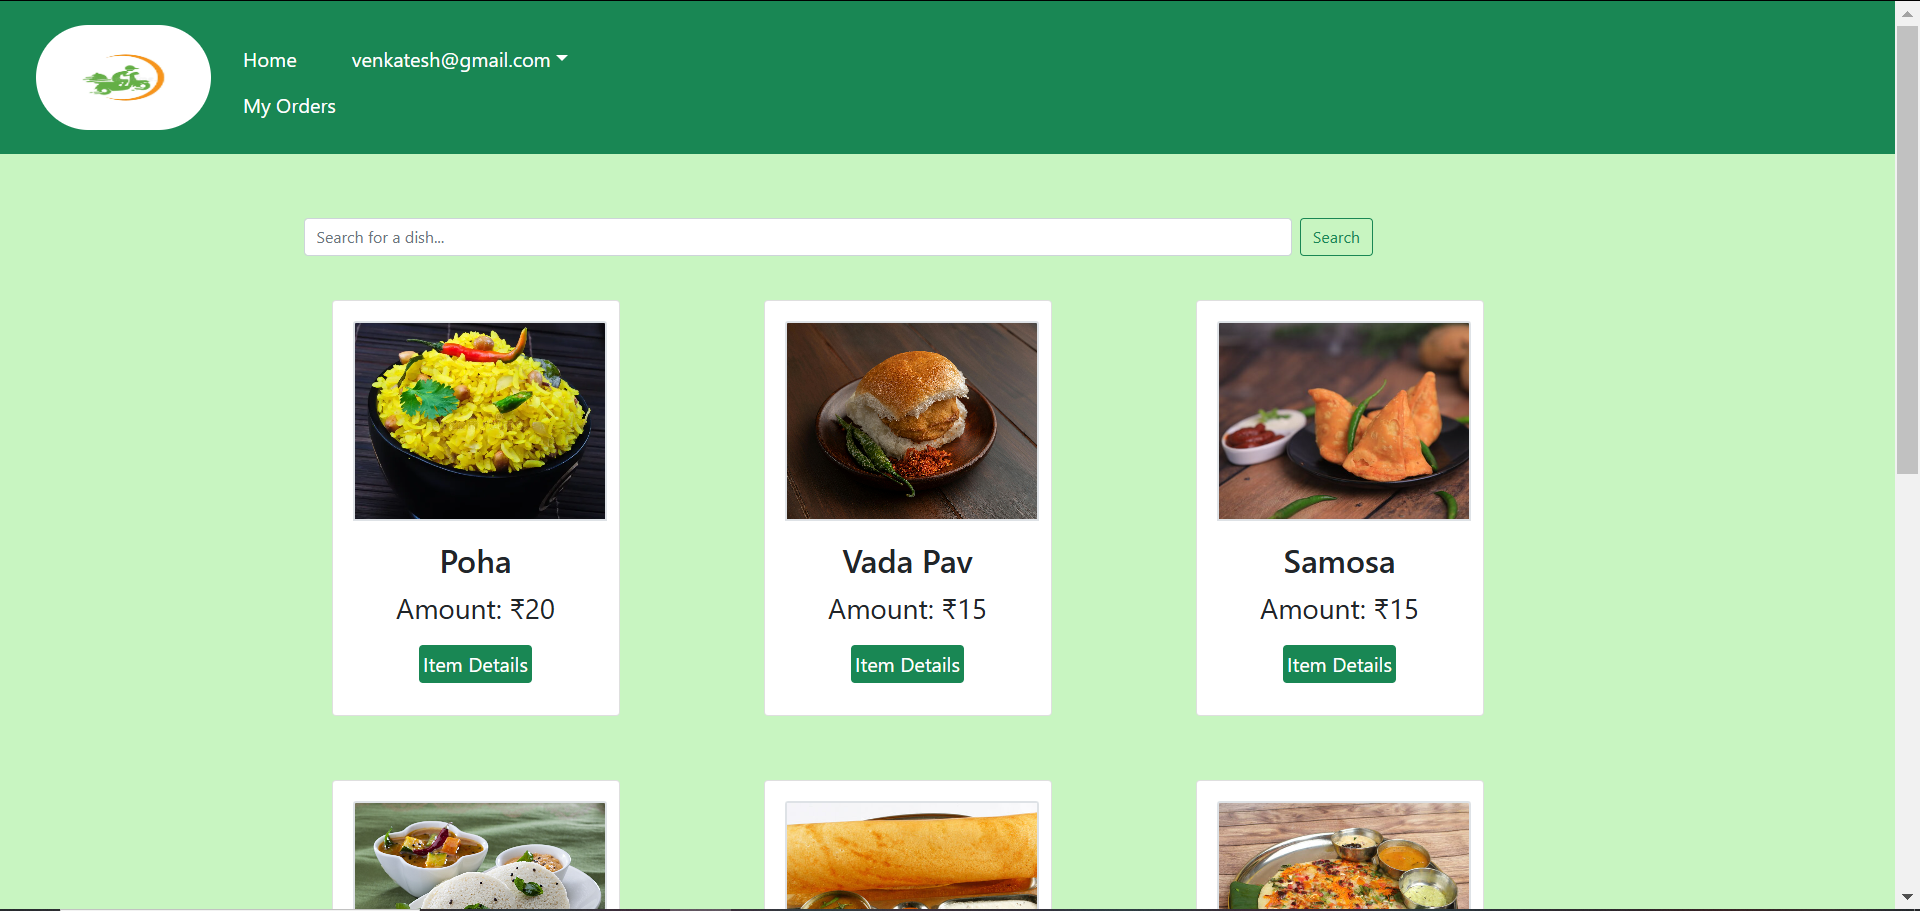 Home
venkatesh@gmail.com
My Orders
Search for a dish...
Search
Poha
Amount: ₹20
Item Details
Vada Pav
Amount: ₹15
Item Details
Samosa
Amount: ₹15
Item Details